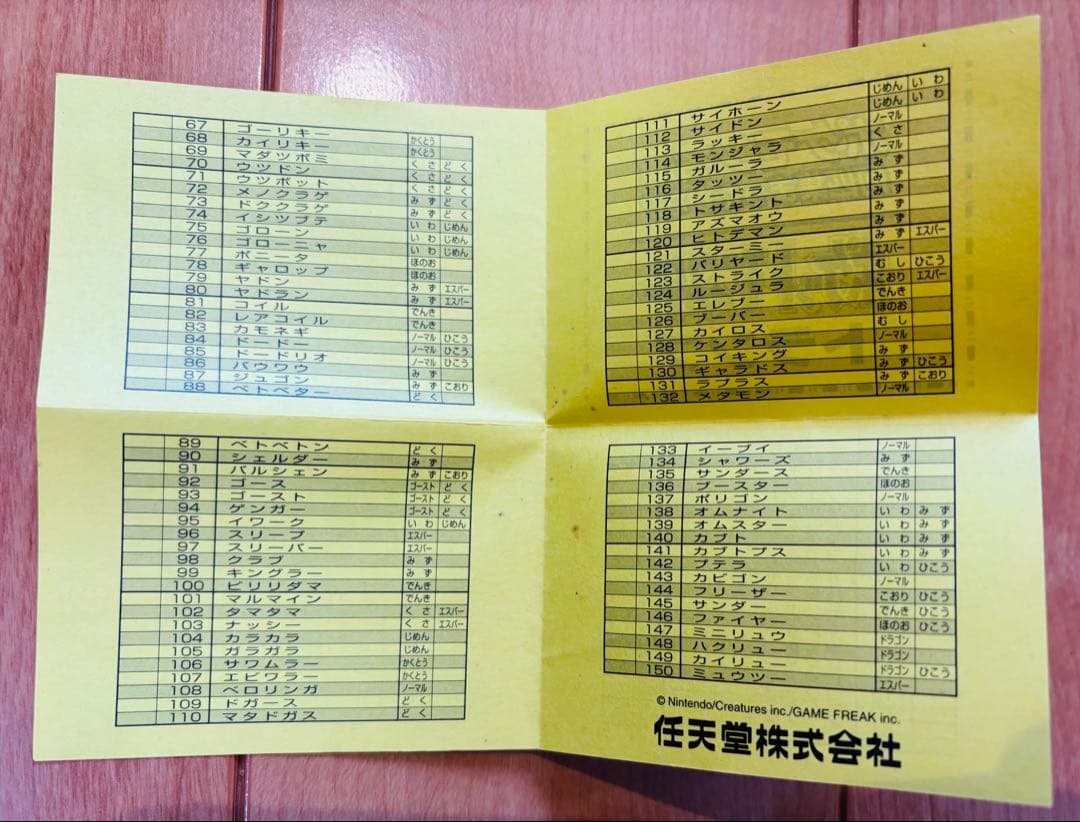 67 ゴーリキー かくとう
68 カイリキー かくとう
69 マダツボミ くさ どく
70 ウツドン くさ どく
71 ウツボット くさ どく
72 メノクラゲ みず どく
73 ドククラゲ みず どく
74 イシツブテ いわ じめん
75 ゴローン いわ じめん
76 ゴローニャ いわ じめん
77 ポニータ ほのお
78 ギャロップ ほのお
79 ヤドン みず エスパー
80 ヤドラン みず エスパー
81 コイル でんき
82 レアコイル でんき
83 カモネギ ノーマル ひこう
84 ドードー ノーマル ひこう
85 ドードリオ ノーマル ひこう
86 パウワウ みず
87 ジュゴン みず こおり
88 ベトベター どく
89 ベトベトン どく
90 シェルダー みず
91 パルシェン みず こおり
92 ゴース ゴースト どく
93 ゴースト ゴースト どく
94 ゲンガー ゴースト どく
95 イワーク いわ じめん
96 スリープ エスパー
97 スリーパー エスパー
98 クラブ みず
99 キングラー みず
100 ビリリダマ でんき
101 マルマイン でんき
102 タマタマ くさ エスパー
103 ナッシー くさ エスパー
104 カラカラ じめん
105 ガラガラ じめん
106 サワムラー かくとう
107 エビワラー かくとう
108 ベロリンガ ノーマル
109 ドガース どく
110 マタドガス どく
111 サイホーン じめん いわ
112 サイドン じめん いわ
113 ラッキー ノーマル
114 モンジャラ くさ
115 ガルーラ ノーマル
116 タッツー みず
117 シードラ みず
118 トサキント みず
119 アズマオウ みず
120 ヒトデマン みず
121 スターミー みず エスパー
122 バリヤード エスパー
123 ストライク むし ひこう
124 ルージュラ こおり エスパー
125 エレブー でんき
126 ブーバー ほのお
127 カイロス むし
128 ケンタロス ノーマル
129 コイキング みず
130 ギャラドス みず ひこう
131 ラプラス みず こおり
132 メタモン ノーマル
133 イーブイ ノーマル
134 シャワーズ みず
135 サンダース でんき
136 ブースター ほのお
137 ポリゴン ノーマル
138 オムナイト いわ みず
139 オムスター いわ みず
140 カブト いわ みず
141 カブトプス いわ みず
142 プテラ いわ ひこう
143 カビゴン ノーマル
144 フリーザー こおり ひこう
145 サンダー でんき ひこう
146 ファイヤー ほのお ひこう
147 ミニリュウ ドラゴン
148 ハクリュー ドラゴン
149 カイリュー ドラゴン ひこう
150 ミュウツー エスパー
© Nintendo/Creatures inc./GAME FREAK inc.
任天堂株式会社